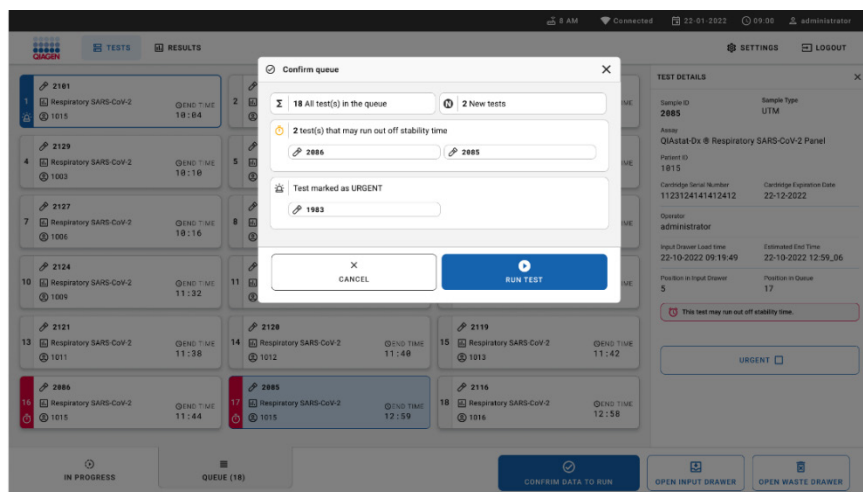 8 AM Connected 22-01-2022 09:00 administrator
QIAGEN TESTS RESULTS SETTINGS LOGOUT
Confirm queue
Σ 18 All test(s) in the queue
N 2 New tests
2 test(s) that may run out off stability time
2086 2085
Test marked as URGENT
1983
CANCEL
RUN TEST
1
2101
Respiratory SARS-CoV-2
1015
END TIME
10:04
2
4
2129
Respiratory SARS-CoV-2
1003
END TIME
10:10
5
7
2127
Respiratory SARS-CoV-2
1006
END TIME
10:16
8
10
2124
Respiratory SARS-CoV-2
1009
END TIME
11:32
11
13
2121
Respiratory SARS-CoV-2
1011
END TIME
11:38
14
2120
Respiratory SARS-CoV-2
1012
END TIME
11:40
15
2119
Respiratory SARS-CoV-2
1013
END TIME
11:42
16
2086
Respiratory SARS-CoV-2
1015
END TIME
11:44
17
2085
Respiratory SARS-CoV-2
1015
END TIME
12:59
18
2116
Respiratory SARS-CoV-2
1016
END TIME
12:58
TEST DETAILS
Sample ID
2085
Sample Type
UTM
Assay
QIAstat-Dx ® Respiratory SARS-CoV-2 Panel
Patient ID
1015
Cartridge Serial Number
1123124141412412
Cartridge Expiration Date
22-12-2022
Operator
administrator
Input Drawer Load time
22-10-2022 09:19:49
Estimated End Time
22-10-2022 12:59_06
Position in Input Drawer
5
Position in Queue
17
This test may run out off stability time.
URGENT
IN PROGRESS
QUEUE (18)
CONFRIM DATA TO RUN
OPEN INPUT DRAWER
OPEN WASTE DRAWER